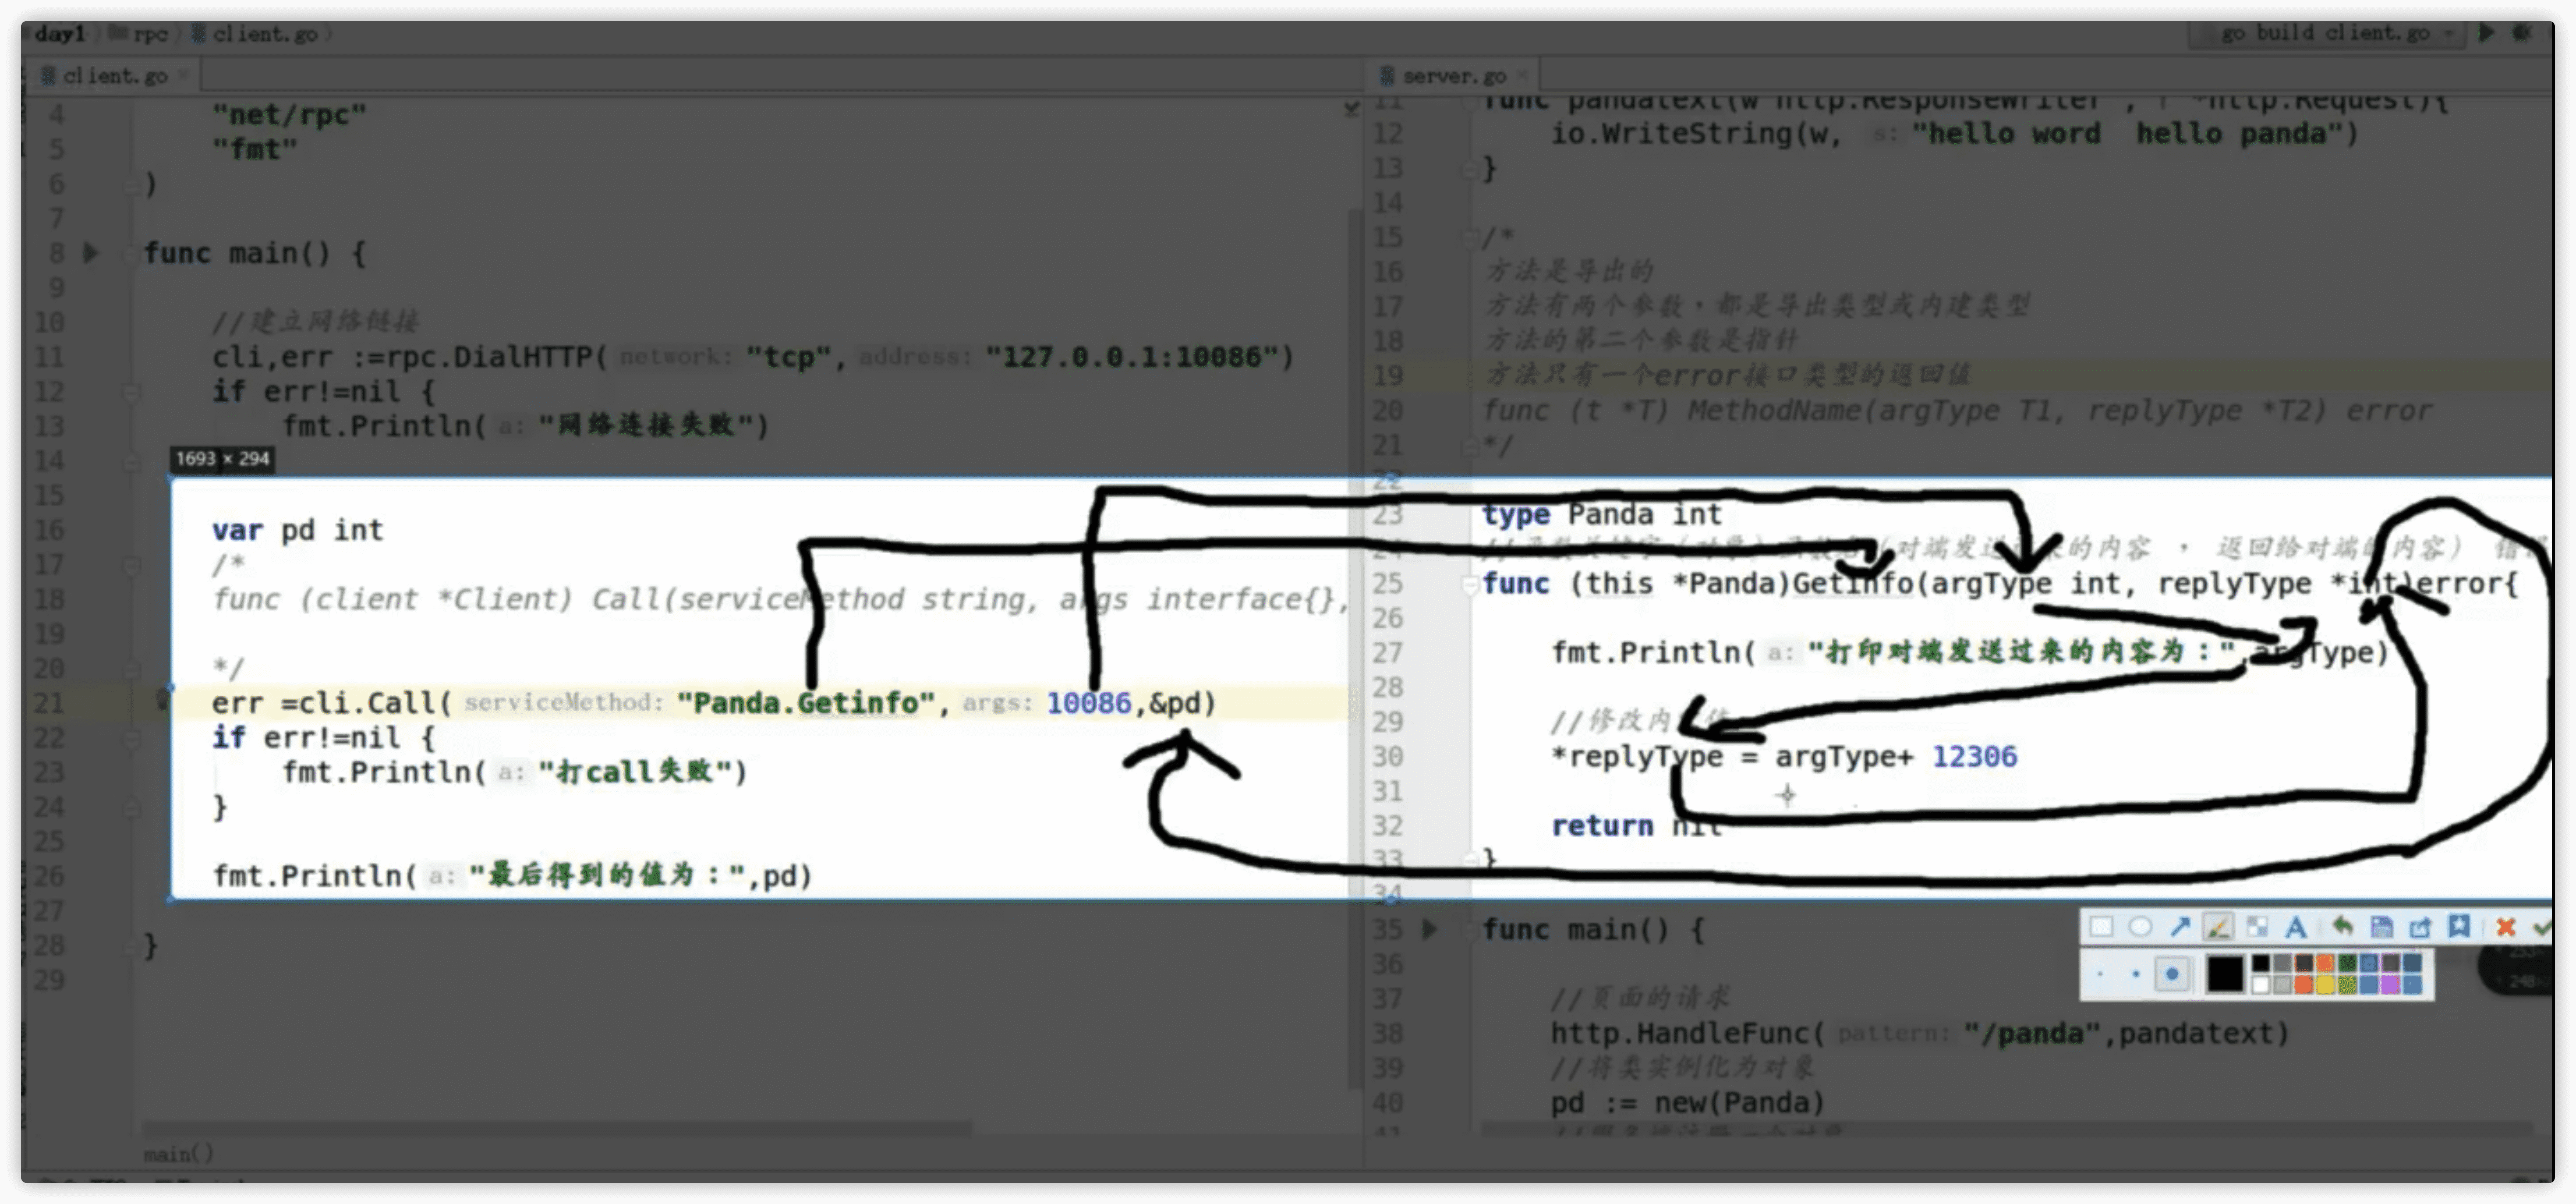 day1 rpc client.go
go build client.go
client.go
4 "net/rpc"
5 "fmt"
6 )
7
8 func main() {
9
10 //建立网络链接
11 cli,err :=rpc.DialHTTP( network: "tcp", address: "127.0.0.1:10086")
12 if err!=nil {
13 fmt.Println( a: "网络连接失败")
14
1693 × 294
15
16 var pd int
17 /*
18 func (client *Client) Call(serviceMethod string, args interface{},
19
20 */
21 err =cli.Call( serviceMethod: "Panda.Getinfo", args: 10086,&pd)
22 if err!=nil {
23 fmt.Println( a: "打call失败")
24 }
25
26 fmt.Println( a: "最后得到的值为：",pd)
27
28 }
29
main()
server.go
11 func pandatext(w http.ResponseWriter , r *http.Request){
12 io.WriteString(w, s: "hello word hello panda")
13 }
14
15 /*
16 方法是导出的
17 方法有两个参数，都是导出类型或内建类型
18 方法的第二个参数是指针
19 方法只有一个error接口类型的返回值
20 func (t *T) MethodName(argType T1, replyType *T2) error
21 */
22
23 type Panda int
24 //函数关键字（对象）函数名（对端发送过来的内容 ， 返回给对端的内容） 错误
25 func (this *Panda)Getinfo(argType int, replyType *int)error{
26
27 fmt.Println( a: "打印对端发送过来的内容为：",argType)
28
29 //修改内容值
30 *replyType = argType+ 12306
31
32 return nil
33 }
34
35 func main() {
36
37 //页面的请求
38 http.HandleFunc( pattern: "/panda",pandatext)
39 //将类实例化为对象
40 pd := new(Panda)
41